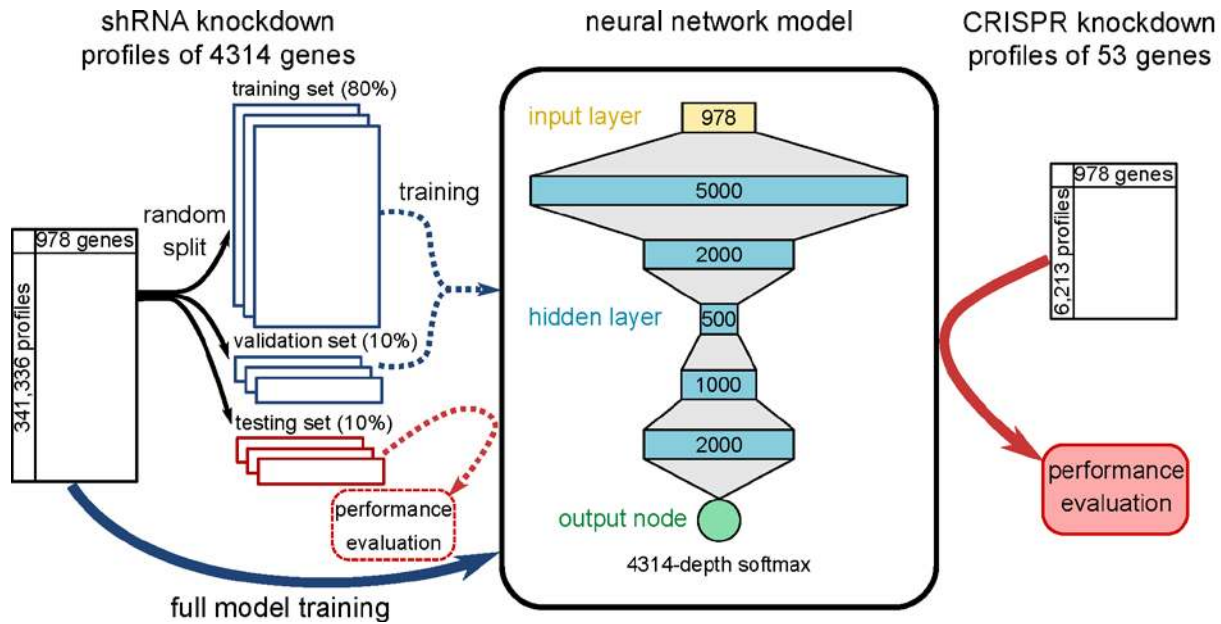 shRNA knockdown
profiles of 4314 genes
neural network model
CRISPR knockdown
profiles of 53 genes
training set (80%)
input layer
978
training
5000
random
split
978 genes
341,336 profiles
2000
validation set (10%)
hidden layer
500
1000
testing set (10%)
2000
performance
evaluation
output node
4314-depth softmax
full model training
978 genes
6,213 profiles
performance
evaluation